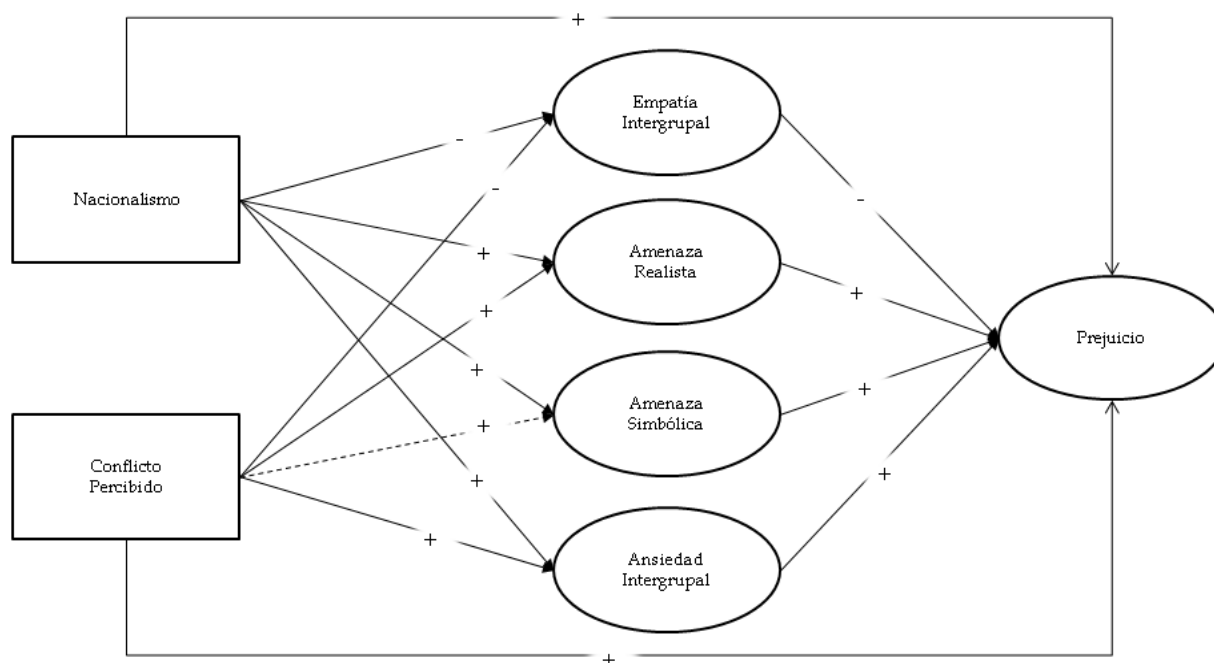 +
Empatía
Intergrupal
-
Nacionalismo
-
-
Amenaza
Realista
+
+
+
Prejuicio
+
Amenaza
Simbólica
+
+
Conflicto
Percibido
+
+
+
Ansiedad
Intergrupal
+